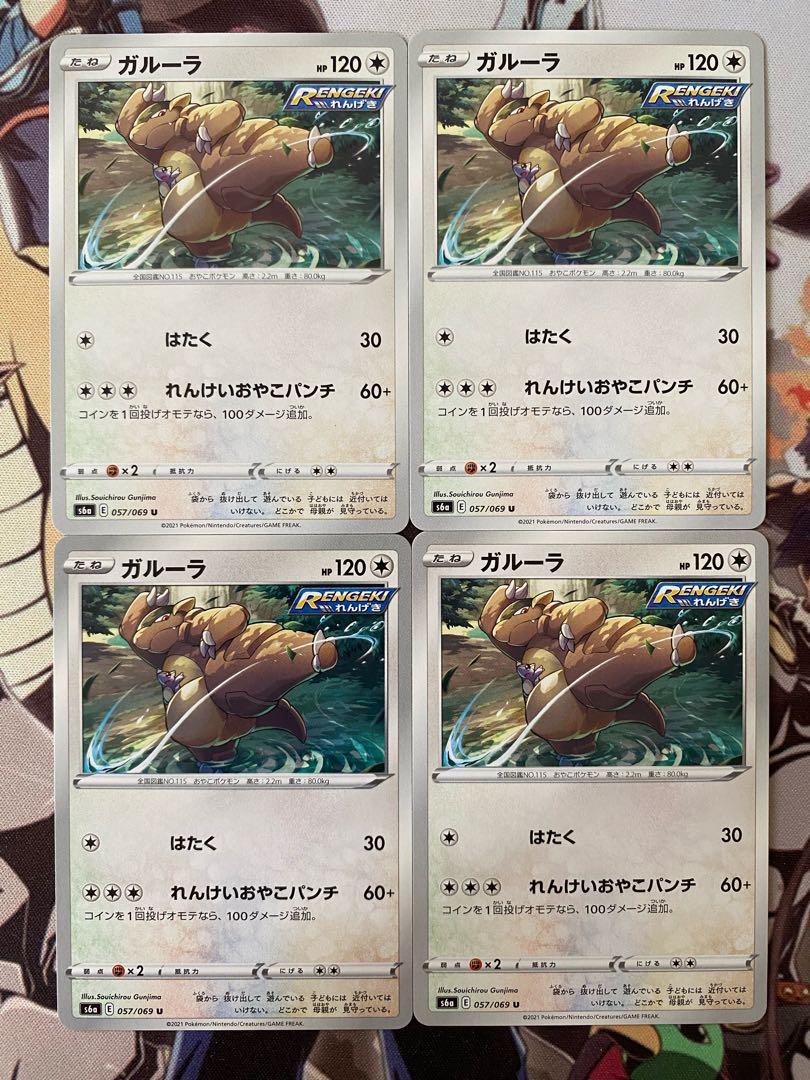 たね ガルーラ HP 120
RENGEKI
れんげき
全国図鑑NO.115 おやこポケモン 高さ：2.2m 重さ：80.0kg
はたく 30
れんけいおやこパンチ 60+
コインを1回投げオモテなら、100ダメージ追加。
弱点 ×2 抵抗力 にげる
Illus.Souichirou Gunjima
袋から 抜け出して 遊んでいる 子どもには 近付いては
いけない。 どこかで 母親が 見守っている。
s6a E 057/069 U
©2021 Pokémon/Nintendo/Creatures/GAME FREAK.
たね ガルーラ HP 120
RENGEKI
れんげき
全国図鑑NO.115 おやこポケモン 高さ：2.2m 重さ：80.0kg
はたく 30
れんけいおやこパンチ 60+
コインを1回投げオモテなら、100ダメージ追加。
弱点 ×2 抵抗力 にげる
Illus.Souichirou Gunjima
袋から 抜け出して 遊んでいる 子どもには 近付いては
いけない。 どこかで 母親が 見守っている。
s6a E 057/069 U
©2021 Pokémon/Nintendo/Creatures/GAME FREAK.
たね ガルーラ HP 120
RENGEKI
れんげき
全国図鑑NO.115 おやこポケモン 高さ：2.2m 重さ：80.0kg
はたく 30
れんけいおやこパンチ 60+
コインを1回投げオモテなら、100ダメージ追加。
弱点 ×2 抵抗力 にげる
Illus.Souichirou Gunjima
袋から 抜け出して 遊んでいる 子どもには 近付いては
いけない。 どこかで 母親が 見守っている。
s6a E 057/069 U
©2021 Pokémon/Nintendo/Creatures/GAME FREAK.
たね ガルーラ HP 120
RENGEKI
れんげき
全国図鑑NO.115 おやこポケモン 高さ：2.2m 重さ：80.0kg
はたく 30
れんけいおやこパンチ 60+
コインを1回投げオモテなら、100ダメージ追加。
弱点 ×2 抵抗力 にげる
Illus.Souichirou Gunjima
袋から 抜け出して 遊んでいる 子どもには 近付いては
いけない。 どこかで 母親が 見守っている。
s6a E 057/069 U
©2021 Pokémon/Nintendo/Creatures/GAME FREAK.